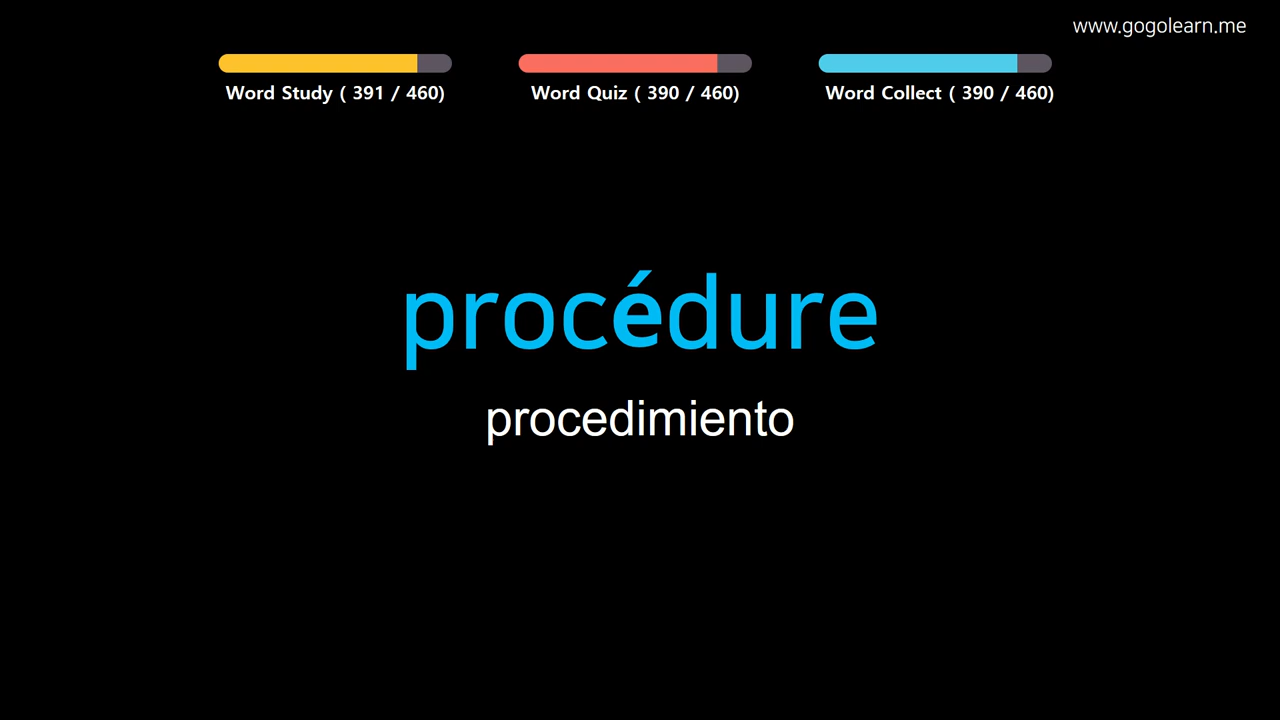 www.gogolearn.me
Word Study ( 391 / 460)
Word Quiz ( 390 / 460)
Word Collect ( 390 / 460)
procédure
procedimiento